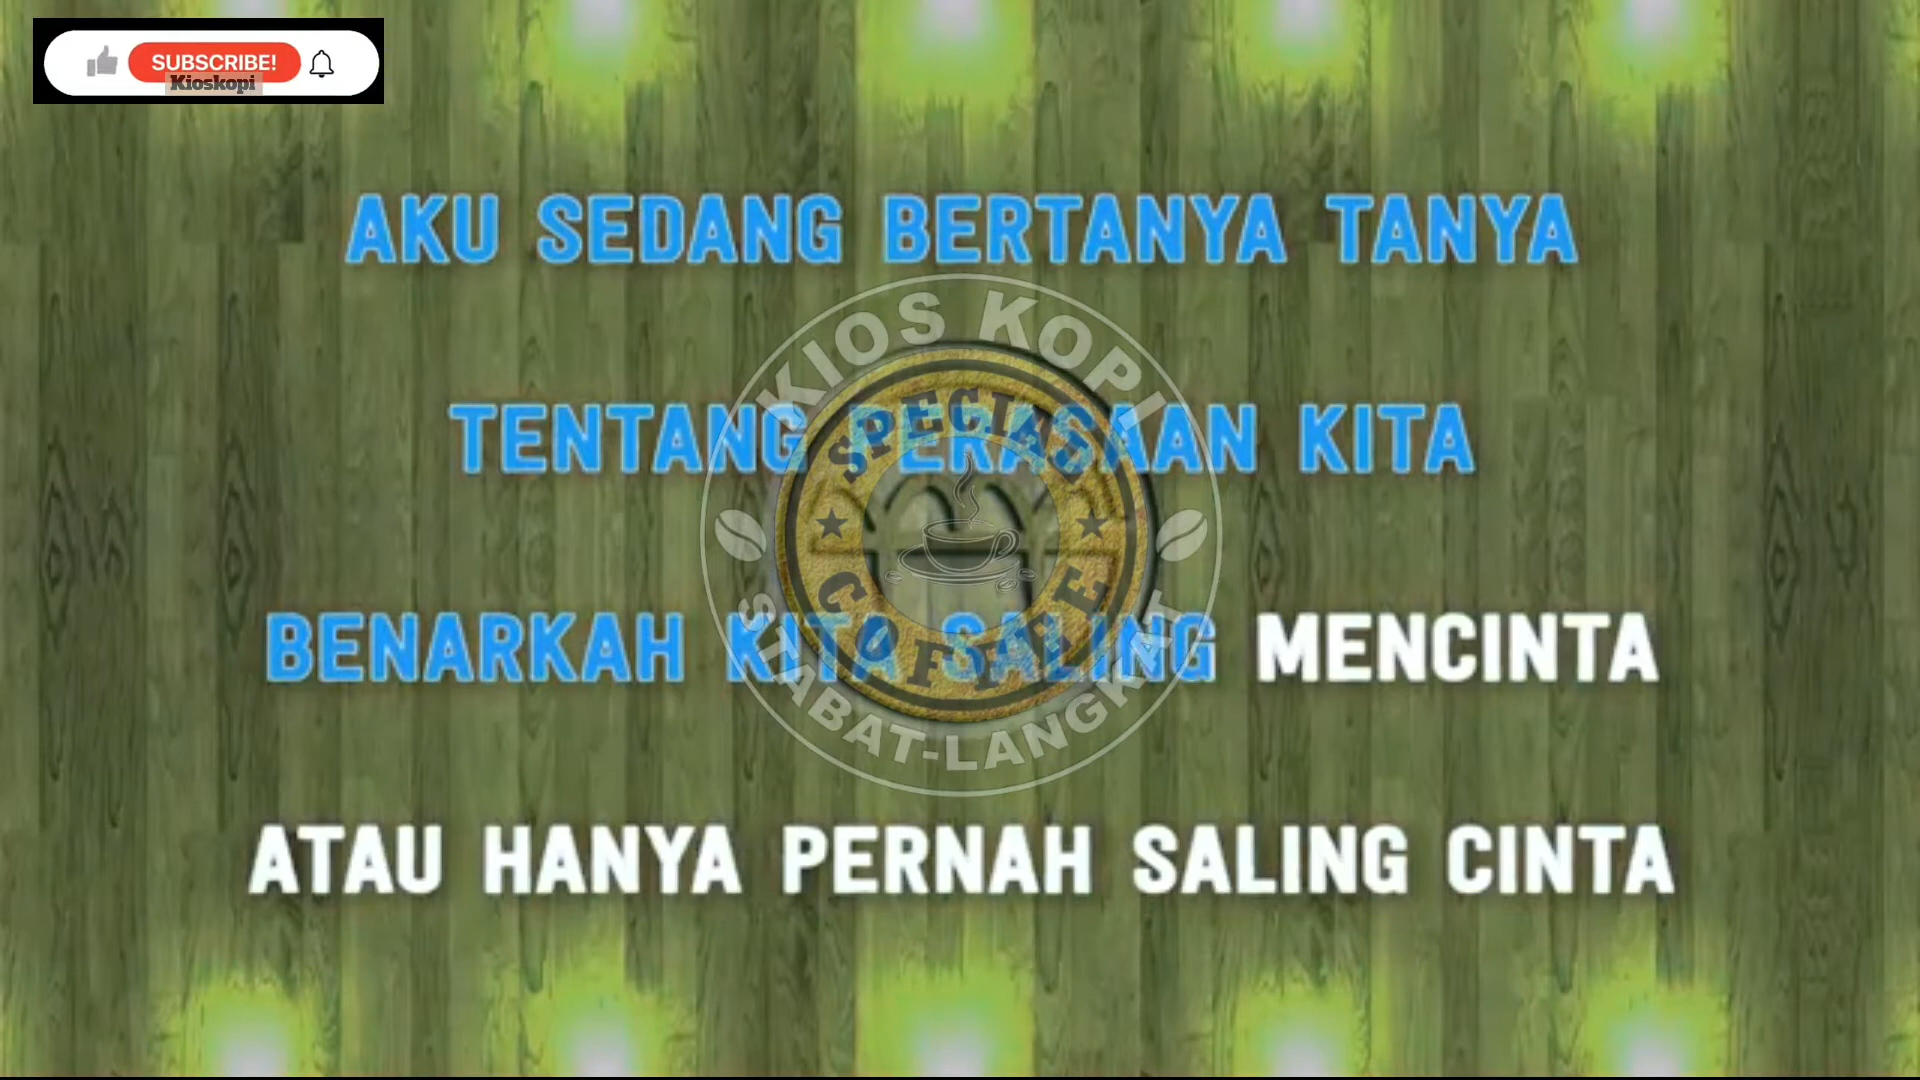 SUBSCRIBE!
Kioskopi
AKU SEDANG BERTANYA TANYA
KIOS KOPI
SPECIAL
TENTANG PERASAAN KITA
COFFEE
BENARKAH KITA SALING MENCINTA
STABAT-LANGKAT
ATAU HANYA PERNAH SALING CINTA